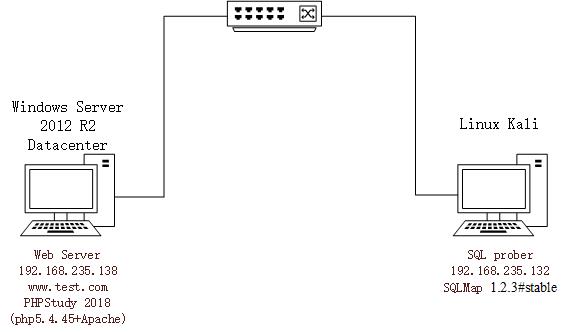 Windows Server
2012 R2
Datacenter
Web Server
192.168.235.138
www.test.com
PHPStudy 2018
(php5.4.45+Apache)
Linux Kali
SQL prober
192.168.235.132
SQLMap 1.2.3#stable